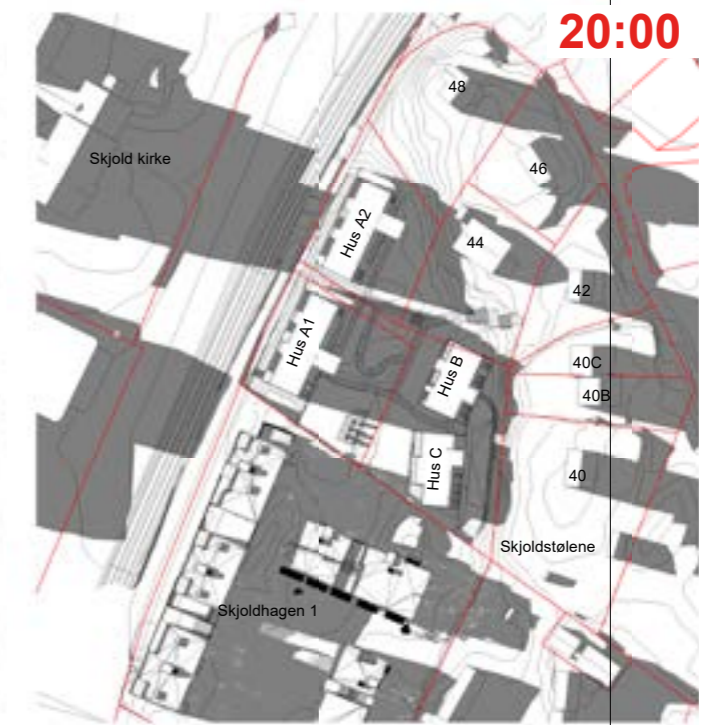 20:00
48
Skjold kirke
46
Hus A2
44
42
Hus A1
40C
Hus B
40B
Hus C
40
Skjoldstølene
Skjoldhagen 1